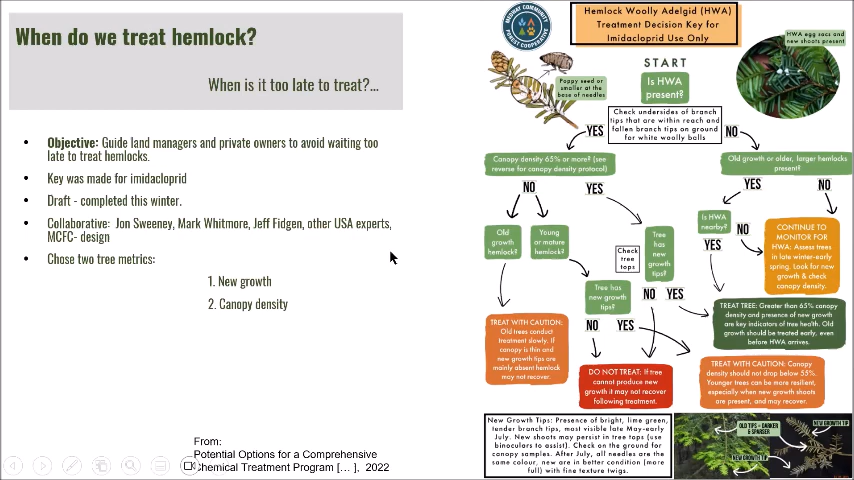 When do we treat hemlock?
When is it too late to treat?...
• Objective: Guide land managers and private owners to avoid waiting too
late to treat hemlocks.
• Key was made for imidacloprid
• Draft - completed this winter.
• Collaborative: Jon Sweeney, Mark Whitmore, Jeff Fidgen, other USA experts,
MCFC- design
• Chose two tree metrics:
1. New growth
2. Canopy density
From:
Potential Options for a Comprehensive
Chemical Treatment Program [... ], 2022
MEDWAY COMMUNITY
FOREST COOPERATIVE
Hemlock Woolly Adelgid (HWA)
Treatment Decision Key for
Imidacloprid Use Only
HWA egg sacs and
new shoots present
Poppy seed or
smaller at the
base of needles
START
Is HWA
present?
Check undersides of branch
tips that are within reach and
fallen branch tips on ground
for white woolly balls
YES
NO
Canopy density 65% or more? (see
reverse for canopy density protocol)
Old growth or older, larger hemlocks
present?
NO
YES
YES
NO
Old
growth
hemlock?
Young
or mature
hemlock?
Check
tree
tops
Tree
has
new
growth
tips?
Is HWA
nearby?
NO
YES
CONTINUE TO
MONITOR FOR
HWA: Assess trees
in late winter-early
spring. Look for new
growth & check
canopy density.
Tree has
new growth
tips?
NO
YES
NO
YES
TREAT TREE: Greater than 65% canopy
density and presence of new growth
are key indicators of tree health. Old
growth should be treated early, even
before HWA arrives.
TREAT WITH CAUTION:
Old trees conduct
treatment slowly. If
canopy is thin and
new growth tips are
mainly absent hemlock
may not recover.
DO NOT TREAT: If tree
cannot produce new
growth it may not recover
following treatment.
TREAT WITH CAUTION: Canopy
density should not drop below 55%.
Younger trees can be more resilient,
especially when new growth shoots
are present, and may recover.
New Growth Tips: Presence of bright, lime green,
tender branch tips, most visible late May-early
July. New shoots may persist in tree tops (use
binoculars to assist). Check on the ground for
canopy samples. After July, all needles are the
same colour, new are in better condition (more
full) with fine texture twigs.
OLD TIPS = DARKER
& SPARSER
NEW GROWTH TIP
NEW GROWTH TIP